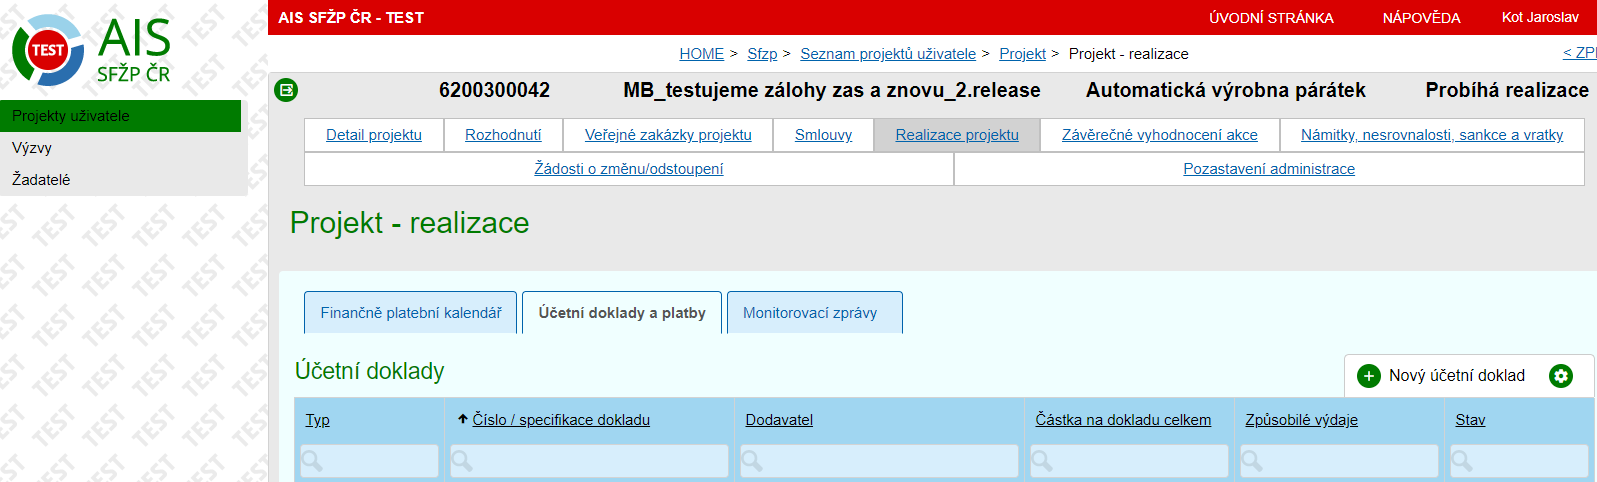 AIS SFŽP ČR - TEST ÚVODNÍ STRÁNKA NÁPOVĚDA Kot Jaroslav
TEST AIS
SFŽP ČR
HOME > Sfzp > Seznam projektů uživatele > Projekt > Projekt - realizace
6200300042 MB_testujeme zálohy zas a znovu_2.release Automatická výrobna párátek Probíhá realizace
Projekty uživatele
Výzvy
Žadatelé
Detail projektu Rozhodnutí Veřejné zakázky projektu Smlouvy Realizace projektu Závěrečné vyhodnocení akce Námitky, nesrovnalosti, sankce a vratky
Žádosti o změnu/odstoupení Pozastavení administrace
Projekt - realizace
Finančně platební kalendář Účetní doklady a platby Monitorovací zprávy
Účetní doklady
Nový účetní doklad
Typ Číslo / specifikace dokladu Dodavatel Částka na dokladu celkem Způsobilé výdaje Stav